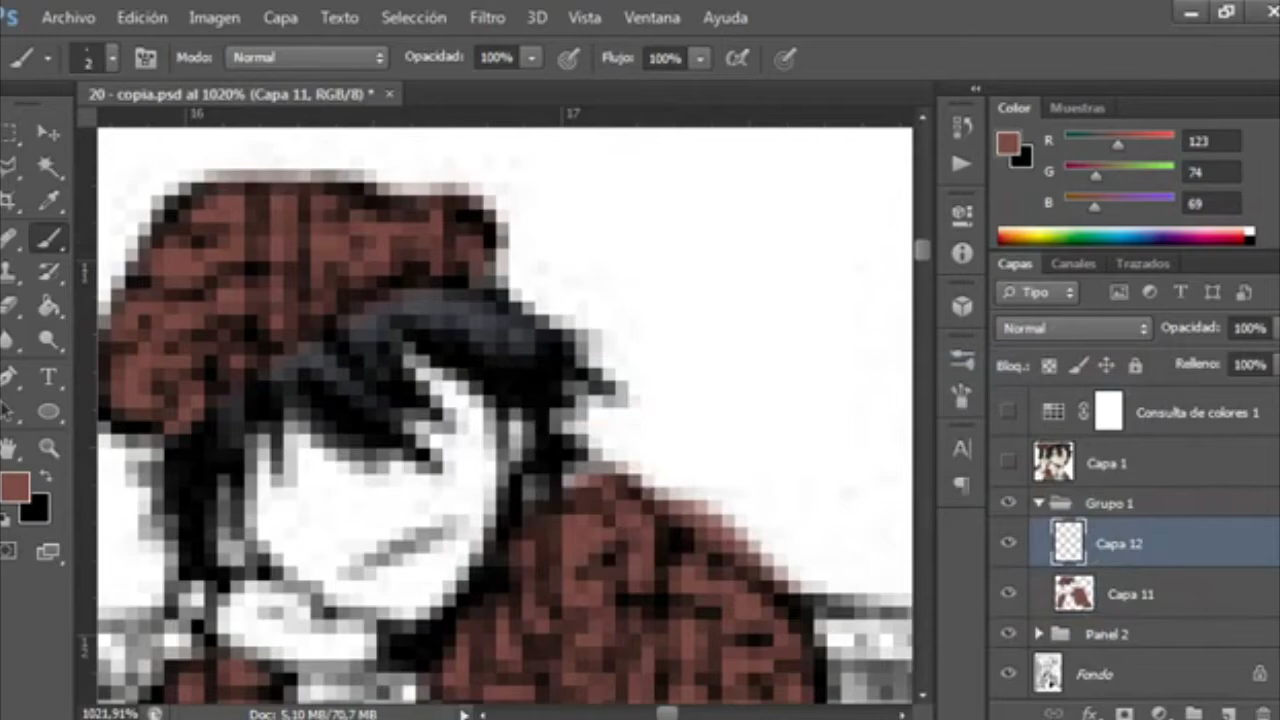 Archivo Edición Imagen Capa Texto Selección Filtro 3D Vista Ventana Ayuda
2 Modo: Normal Opacidad: 100% Flujo: 100%
20 - copia.psd al 1020% (Capa 11, RGB/8) * ×
16 17
Color Muestras
R 123
G 74
B 69
Capas Canales Trazados
Tipo
Normal Opacidad: 100%
Bloq.: Relleno: 100%
Consulta de colores 1
Capa 1
Grupo 1
Capa 12
Capa 11
Panel 2
Fondo
1021,91% Doc: 5,10 MB/70,7 MB